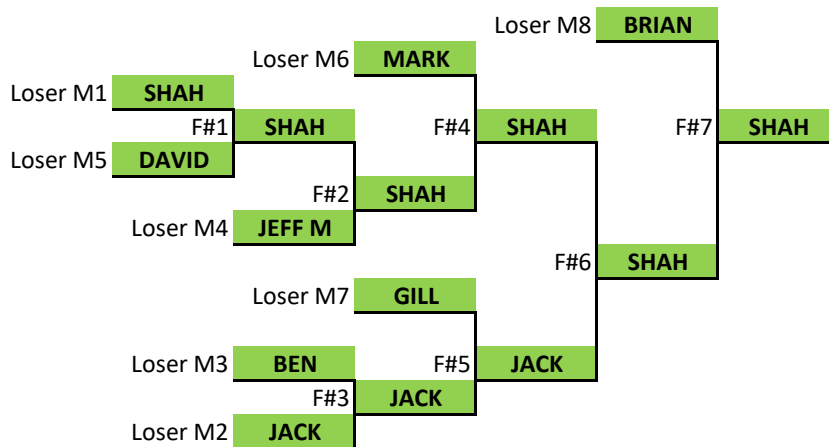 Loser M8 BRIAN
Loser M6 MARK
Loser M1 SHAH
F#1 SHAH F#4 SHAH F#7 SHAH
Loser M5 DAVID
F#2 SHAH
Loser M4 JEFF M
F#6 SHAH
Loser M7 GILL
Loser M3 BEN F#5 JACK
F#3 JACK
Loser M2 JACK